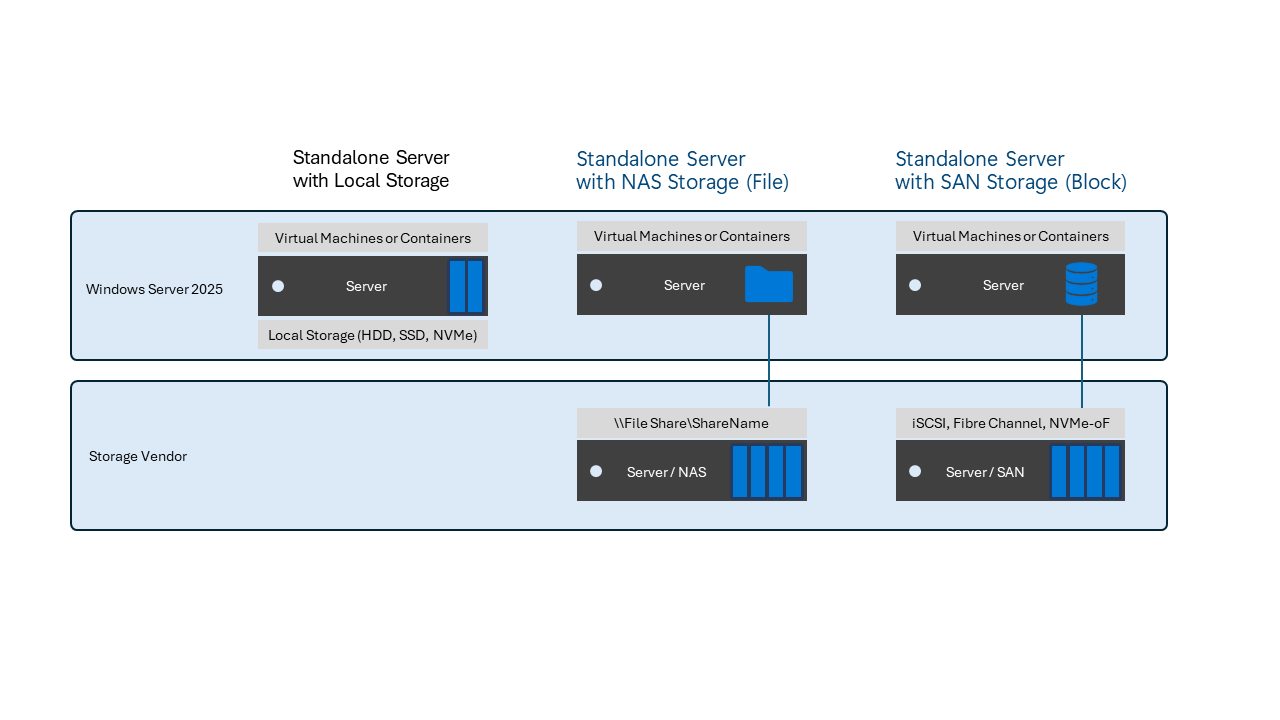 Standalone Server
with Local Storage
Standalone Server
with NAS Storage (File)
Standalone Server
with SAN Storage (Block)
Windows Server 2025
Virtual Machines or Containers
Server
Local Storage (HDD, SSD, NVMe)
Virtual Machines or Containers
Server
Virtual Machines or Containers
Server
Storage Vendor
\\File Share\ShareName
Server / NAS
iSCSI, Fibre Channel, NVMe-oF
Server / SAN